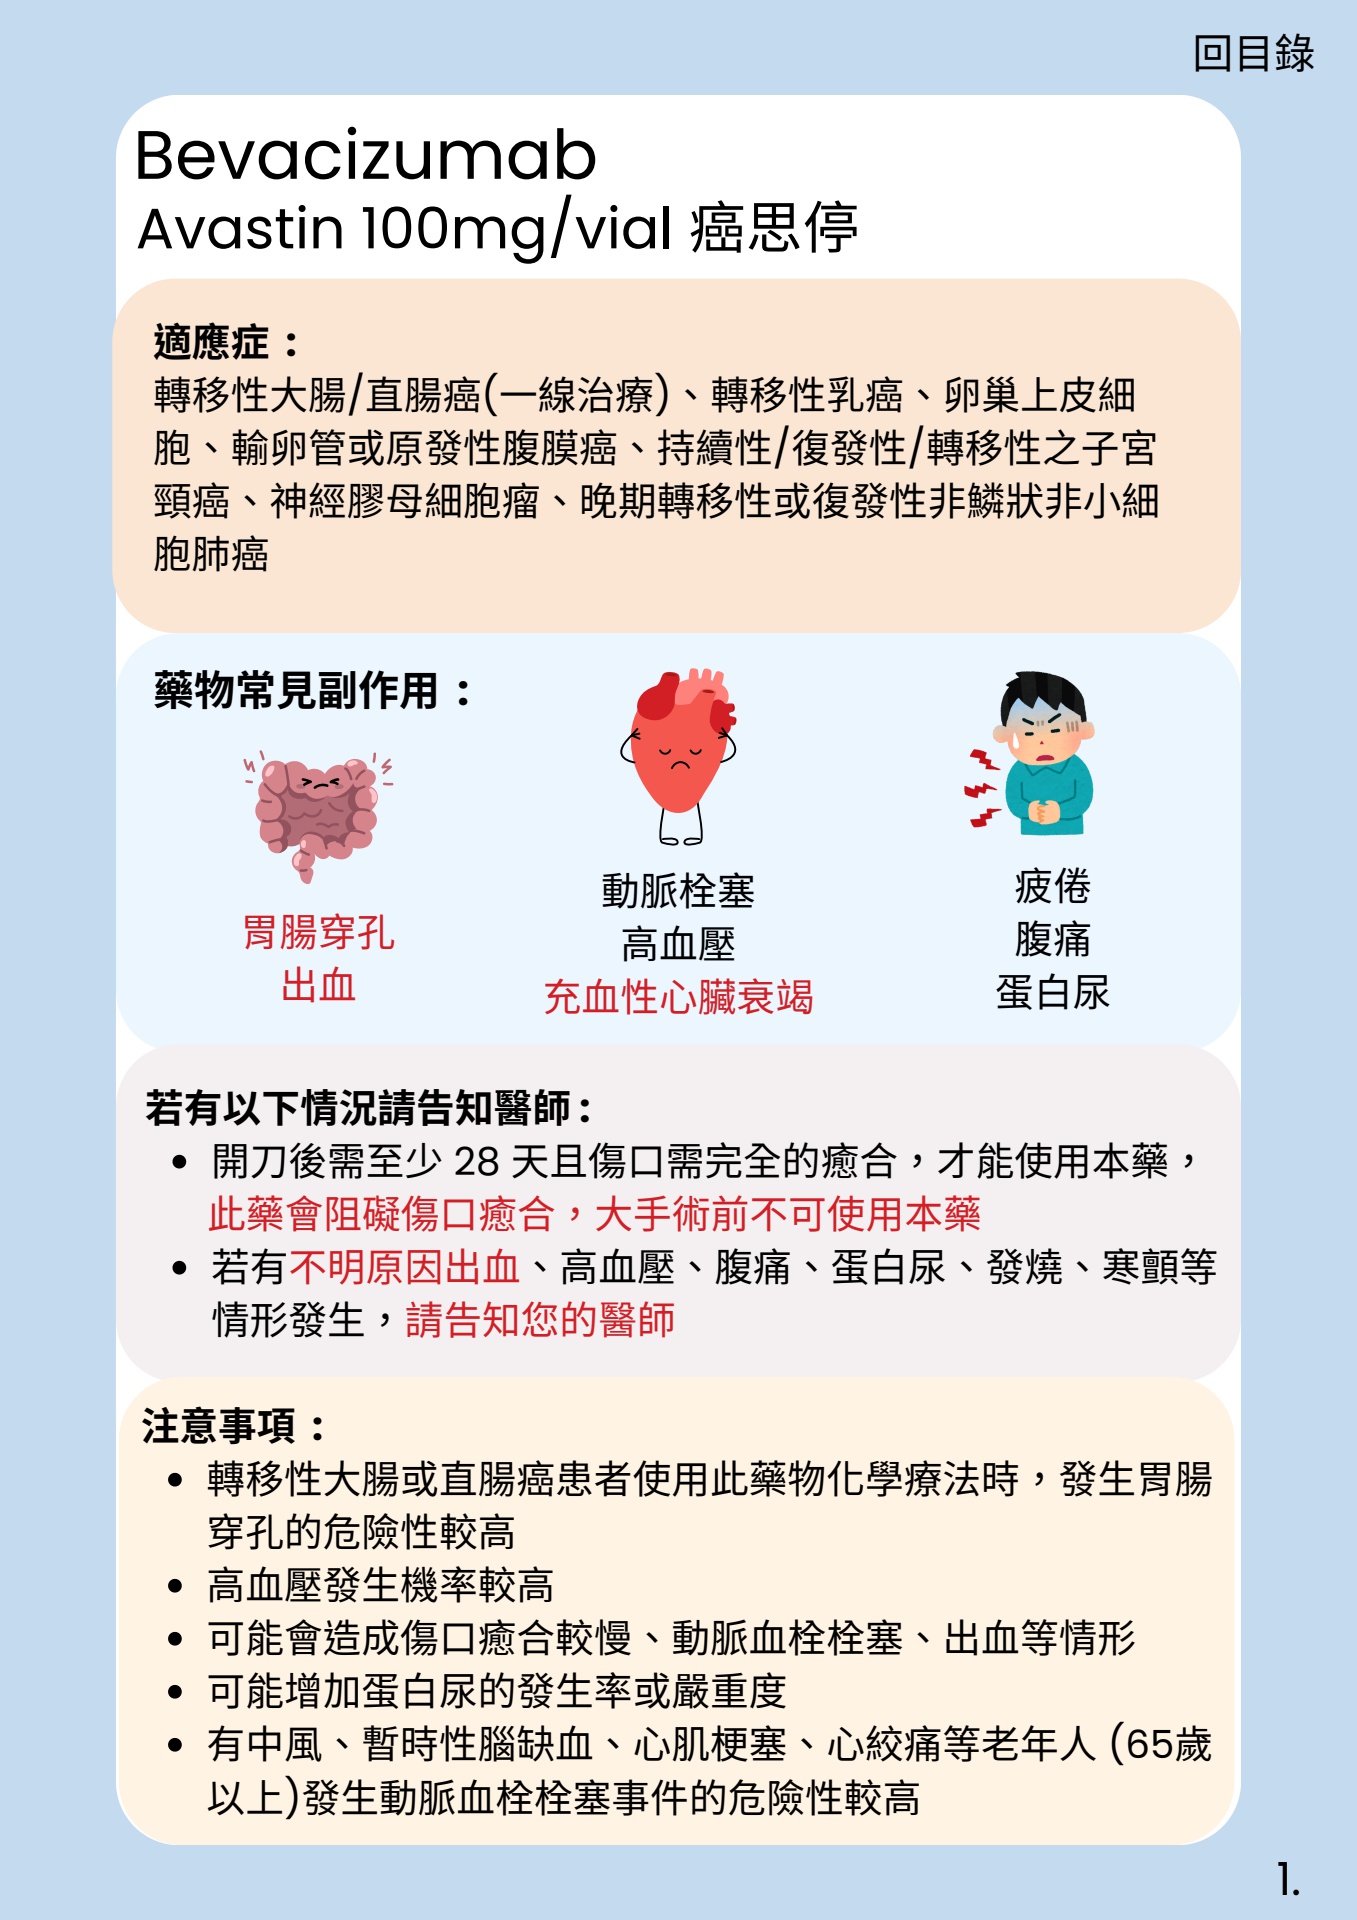 回目錄
Bevacizumab
Avastin 100mg/vial 癌思停
適應症：
轉移性大腸/直腸癌(一線治療)、轉移性乳癌、卵巢上皮細
胞、輸卵管或原發性腹膜癌、持續性/復發性/轉移性之子宮
頸癌、神經膠母細胞瘤、晚期轉移性或復發性非鱗狀非小細
胞肺癌
藥物常見副作用：
胃腸穿孔
出血
動脈栓塞
高血壓
充血性心臟衰竭
疲倦
腹痛
蛋白尿
若有以下情況請告知醫師：
• 開刀後需至少 28 天且傷口需完全的癒合，才能使用本藥，
此藥會阻礙傷口癒合，大手術前不可使用本藥
• 若有不明原因出血、高血壓、腹痛、蛋白尿、發燒、寒顫等
情形發生，請告知您的醫師
注意事項：
• 轉移性大腸或直腸癌患者使用此藥物化學療法時，發生胃腸
穿孔的危險性較高
• 高血壓發生機率較高
• 可能會造成傷口癒合較慢、動脈血栓栓塞、出血等情形
• 可能增加蛋白尿的發生率或嚴重度
• 有中風、暫時性腦缺血、心肌梗塞、心絞痛等老年人 (65歲
以上)發生動脈血栓栓塞事件的危險性較高
1.